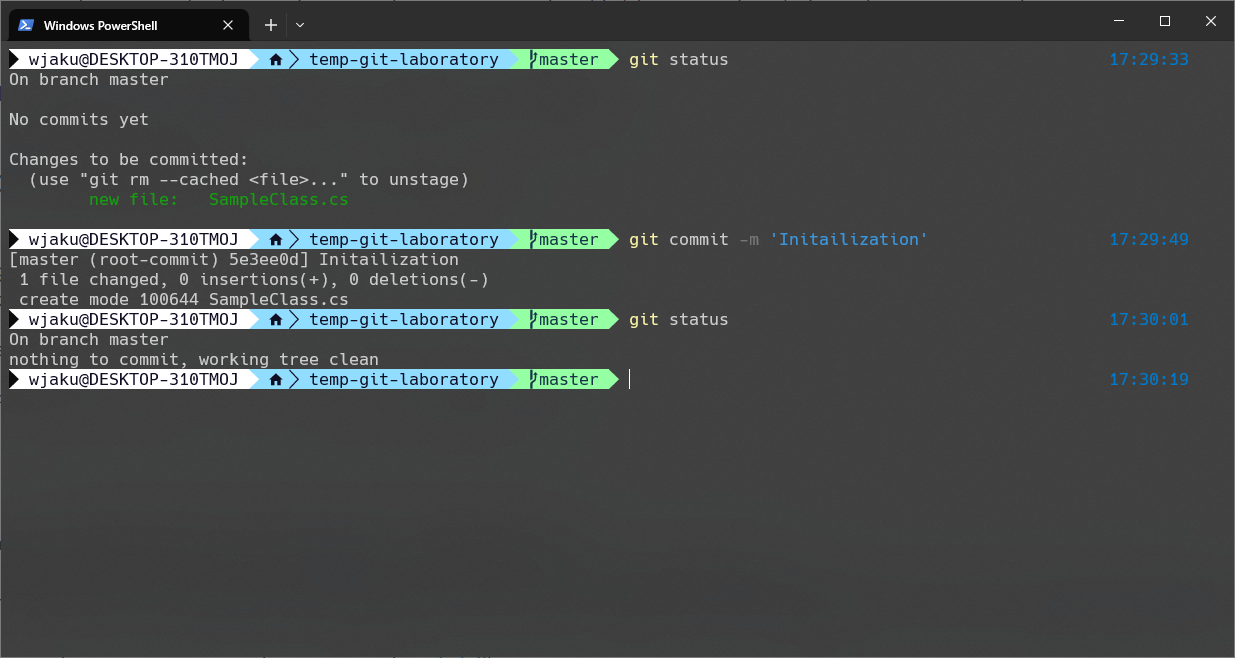 Windows PowerShell
wjaku@DESKTOP-310TMOJ temp-git-laboratory master git status 17:29:33
On branch master
No commits yet
Changes to be committed:
(use "git rm --cached <file>..." to unstage)
new file: SampleClass.cs
wjaku@DESKTOP-310TMOJ temp-git-laboratory master git commit -m 'Initailization' 17:29:49
[master (root-commit) 5e3ee0d] Initailization
1 file changed, 0 insertions(+), 0 deletions(-)
create mode 100644 SampleClass.cs
wjaku@DESKTOP-310TMOJ temp-git-laboratory master git status 17:30:01
On branch master
nothing to commit, working tree clean
wjaku@DESKTOP-310TMOJ temp-git-laboratory master 17:30:19